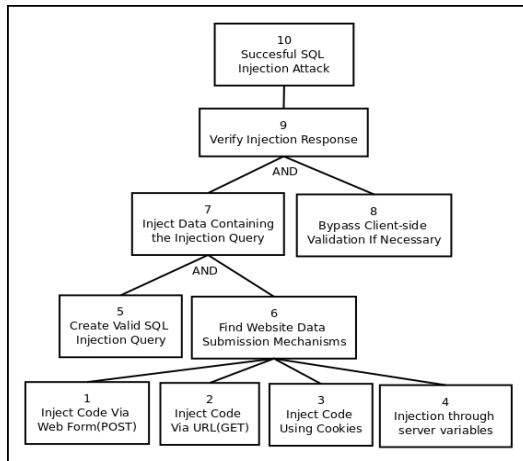 10
Succesful SQL
Injection Attack
9
Verify Injection Response
AND
7
Inject Data Containing
the Injection Query
8
Bypass Client-side
Validation If Necessary
AND
5
Create Valid SQL
Injection Query
6
Find Website Data
Submission Mechanisms
1
Inject Code Via
Web Form(POST)
2
Inject Code
Via URL(GET)
3
Inject Code
Using Cookies
4
Injection through
server variables